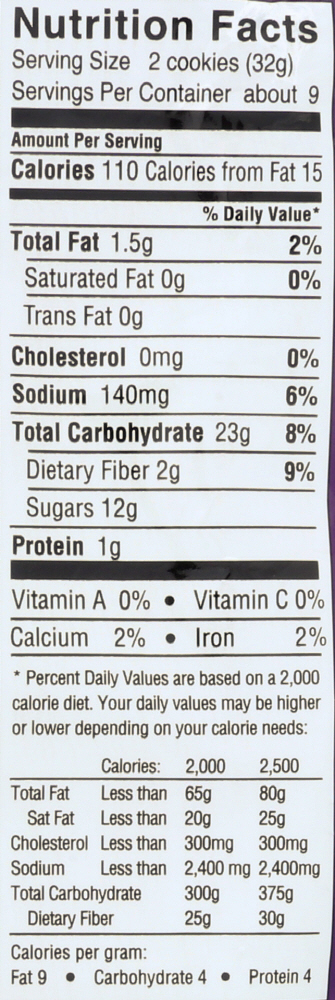 Nutrition Facts
Serving Size 2 cookies (32g)
Servings Per Container about 9
Amount Per Serving
Calories 110 Calories from Fat 15
% Daily Value*
Total Fat 1.5g 2%
Saturated Fat 0g 0%
Trans Fat 0g
Cholesterol 0mg 0%
Sodium 140mg 6%
Total Carbohydrate 23g 8%
Dietary Fiber 2g 9%
Sugars 12g
Protein 1g
Vitamin A 0% • Vitamin C 0%
Calcium 2% • Iron 2%
* Percent Daily Values are based on a 2,000
calorie diet. Your daily values may be higher
or lower depending on your calorie needs:
Calories: 2,000 2,500
Total Fat Less than 65g 80g
Sat Fat Less than 20g 25g
Cholesterol Less than 300mg 300mg
Sodium Less than 2,400 mg 2,400mg
Total Carbohydrate 300g 375g
Dietary Fiber 25g 30g
Calories per gram:
Fat 9 • Carbohydrate 4 • Protein 4